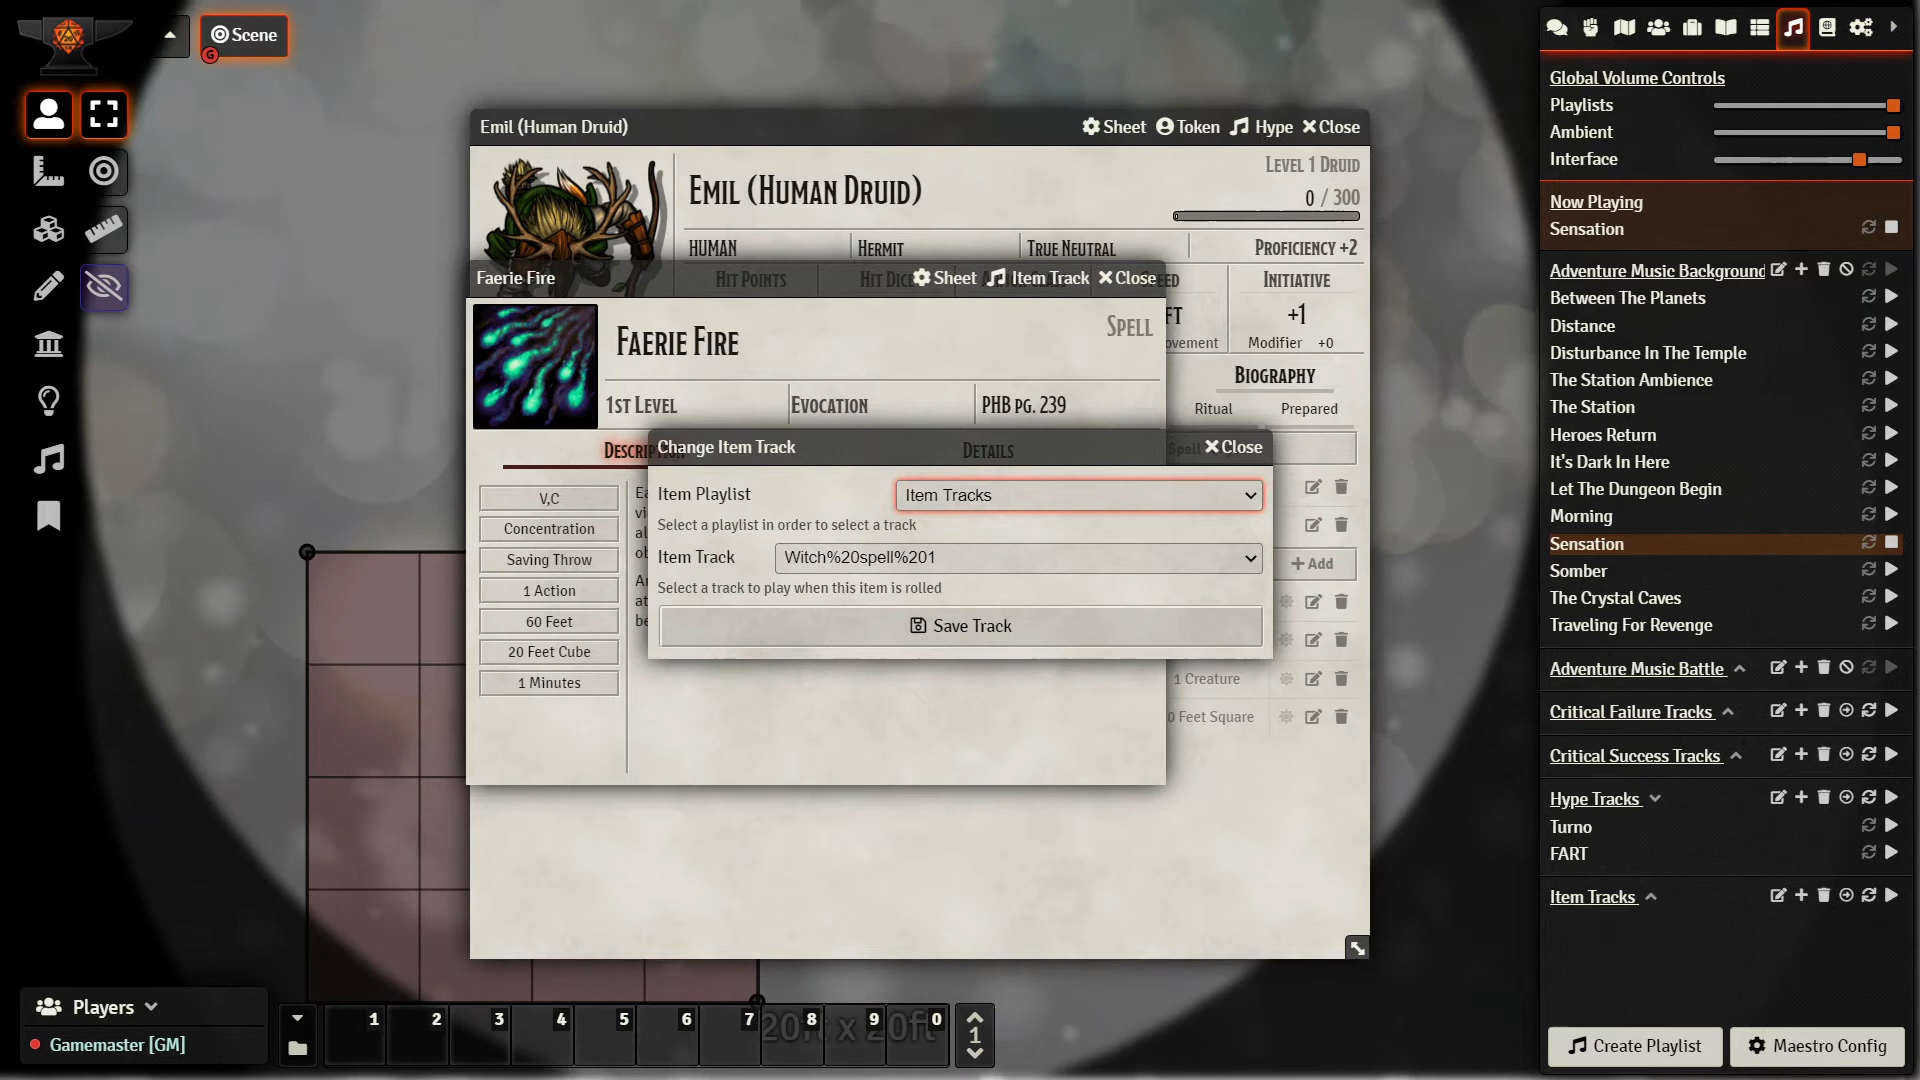 Scene
G
Players
Gamemaster [GM]
1 2 3 4 5 6 7 8 9 0
20ft x 20ft
1
Emil (Human Druid)
Sheet Token Hype Close
Emil (Human Druid)
Level 1 Druid
0 / 300
Human Hermit True Neutral Proficiency +2
Hit Points
Initiative
+1
Modifier +0
Biography
Ritual Prepared
Add
1 Creature
0 Feet Square
Faerie Fire
Sheet Item Track Close
Faerie Fire
Spell
1st Level Evocation PHB pg. 239
Details
V,C
Concentration
Saving Throw
1 Action
60 Feet
20 Feet Cube
1 Minutes
Change Item Track
Close
Item Playlist Item Tracks
Select a playlist in order to select a track
Item Track Witch%20spell%201
Select a track to play when this item is rolled
Save Track
Global Volume Controls
Playlists
Ambient
Interface
Now Playing
Sensation
Adventure Music Background
Between The Planets
Distance
Disturbance In The Temple
The Station Ambience
The Station
Heroes Return
It's Dark In Here
Let The Dungeon Begin
Morning
Sensation
Somber
The Crystal Caves
Traveling For Revenge
Adventure Music Battle
Critical Failure Tracks
Critical Success Tracks
Hype Tracks
Turno
FART
Item Tracks
Create Playlist
Maestro Config